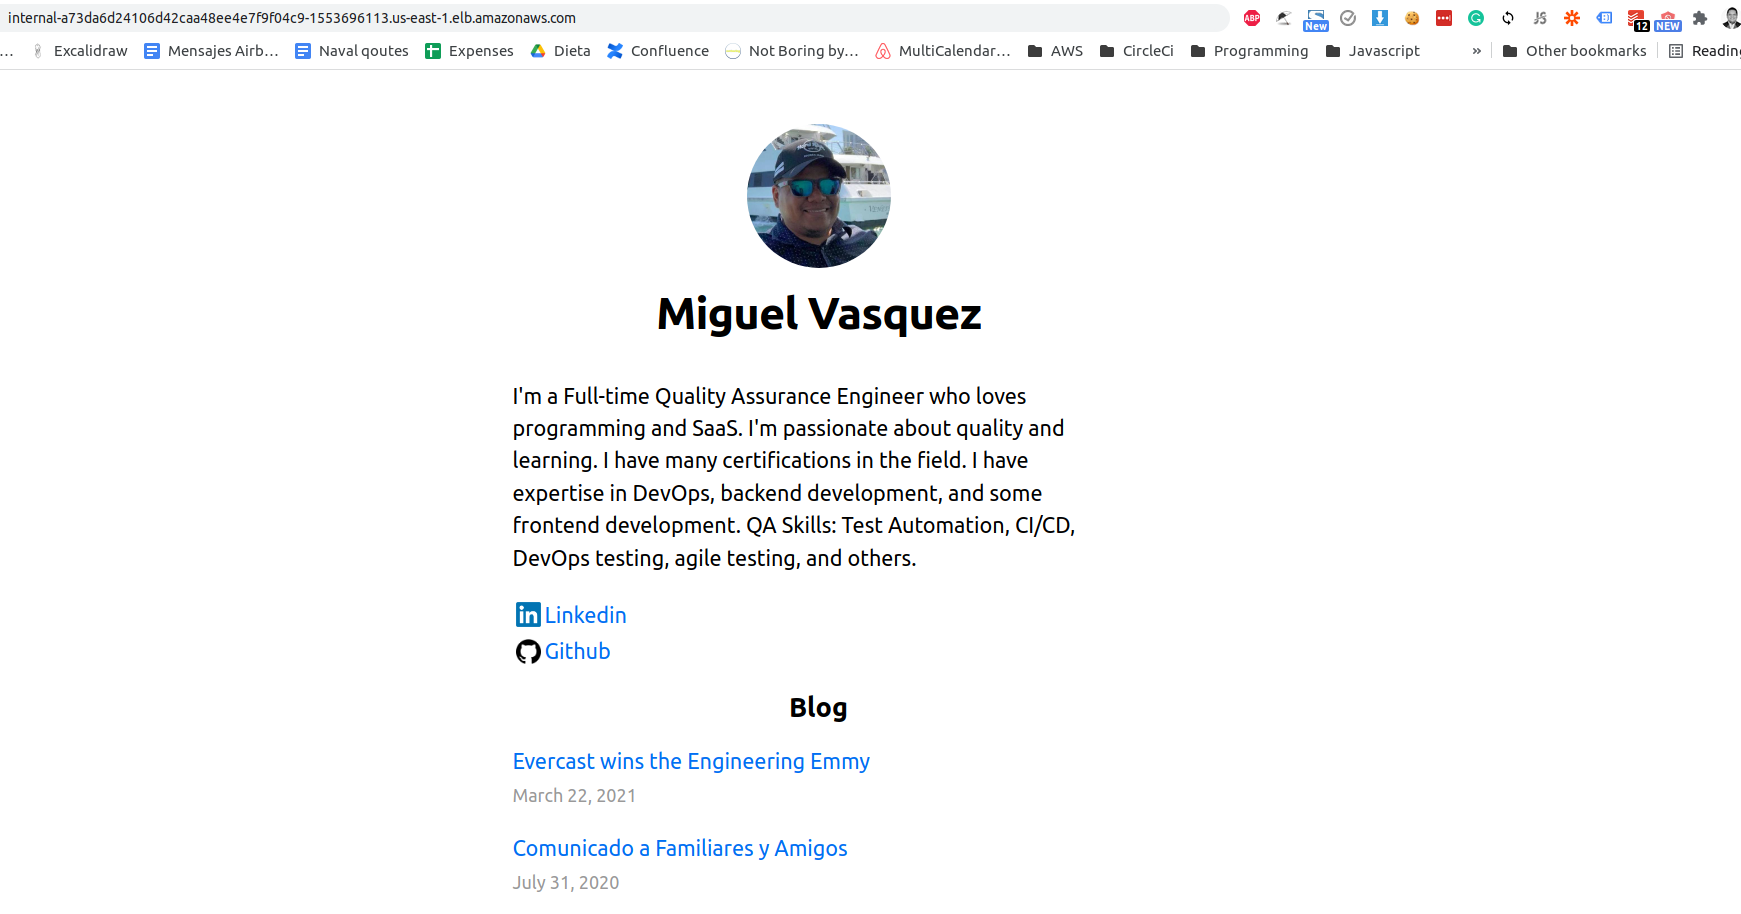 internal-a73da6d24106d42caa48ee4e7f9f04c9-1553696113.us-east-1.elb.amazonaws.com
ABP New JS 12 NEW
... Excalidraw Mensajes Airb... Naval qoutes Expenses Dieta Confluence Not Boring by... MultiCalendar... AWS CircleCi Programming Javascript » Other bookmarks Reading
Miguel Vasquez
I'm a Full-time Quality Assurance Engineer who loves
programming and SaaS. I'm passionate about quality and
learning. I have many certifications in the field. I have
expertise in DevOps, backend development, and some
frontend development. QA Skills: Test Automation, CI/CD,
DevOps testing, agile testing, and others.
in Linkedin
Github
Blog
Evercast wins the Engineering Emmy
March 22, 2021
Comunicado a Familiares y Amigos
July 31, 2020